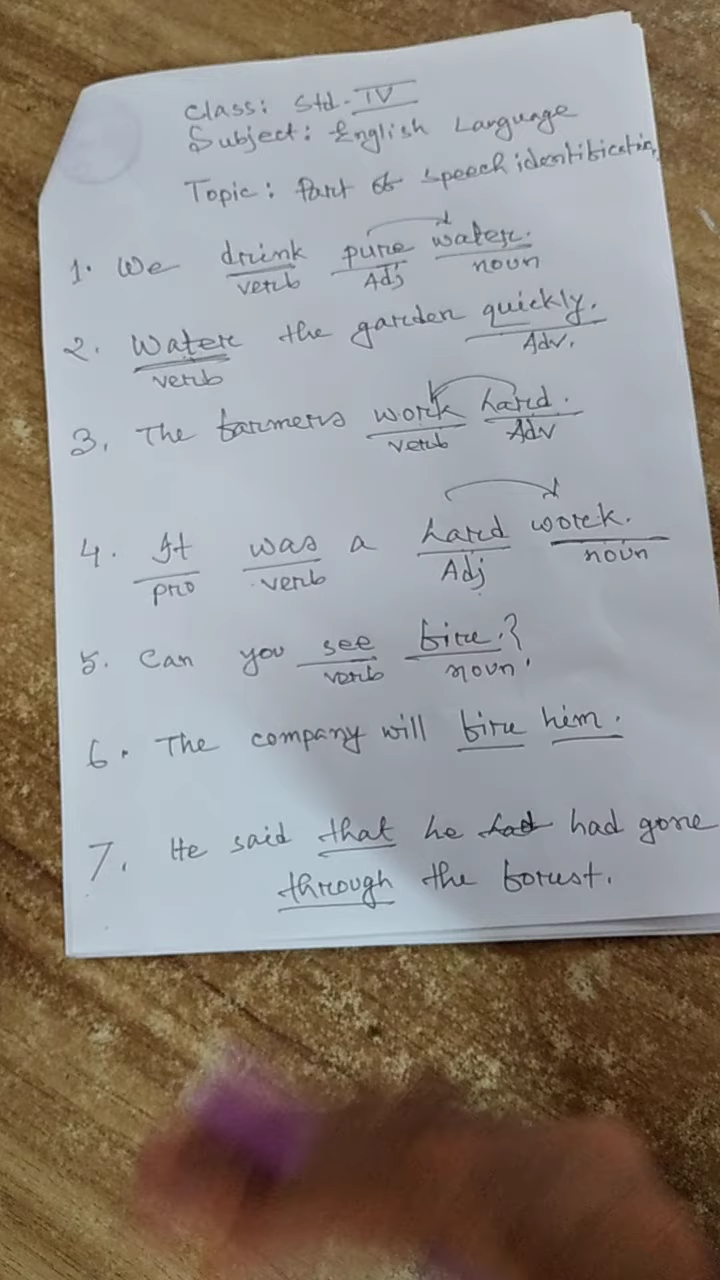 Class: Std. IV
Subject: English Language
Topic: Part of speech identification
1. We drink pure water.
verb Adj noun
2. Water the garden quickly.
verb Adv.
3. The farmers work hard.
verb Adv
4. It was a hard work.
pro verb Adj noun
5. Can you see fire.?
verb noun.
6. The company will fire him.
7. He said that he had had gone
through the forest.